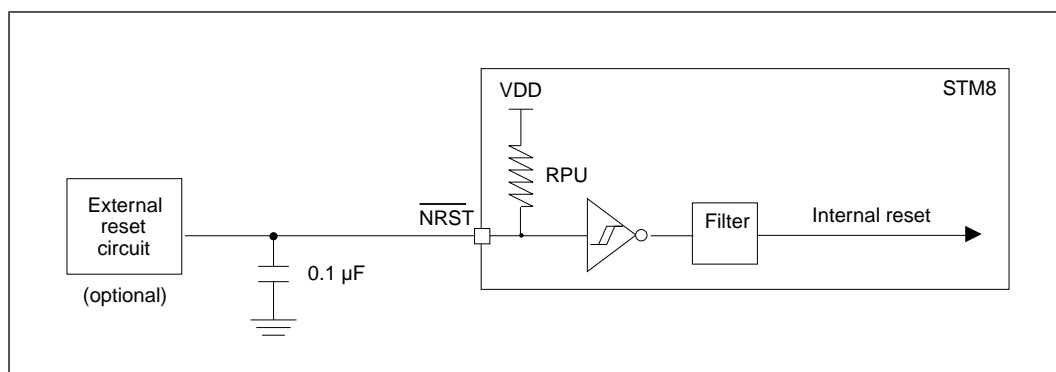 STM8
VDD
RPU
External
reset
circuit
(optional)
NRST
Filter
Internal reset
0.1 µF